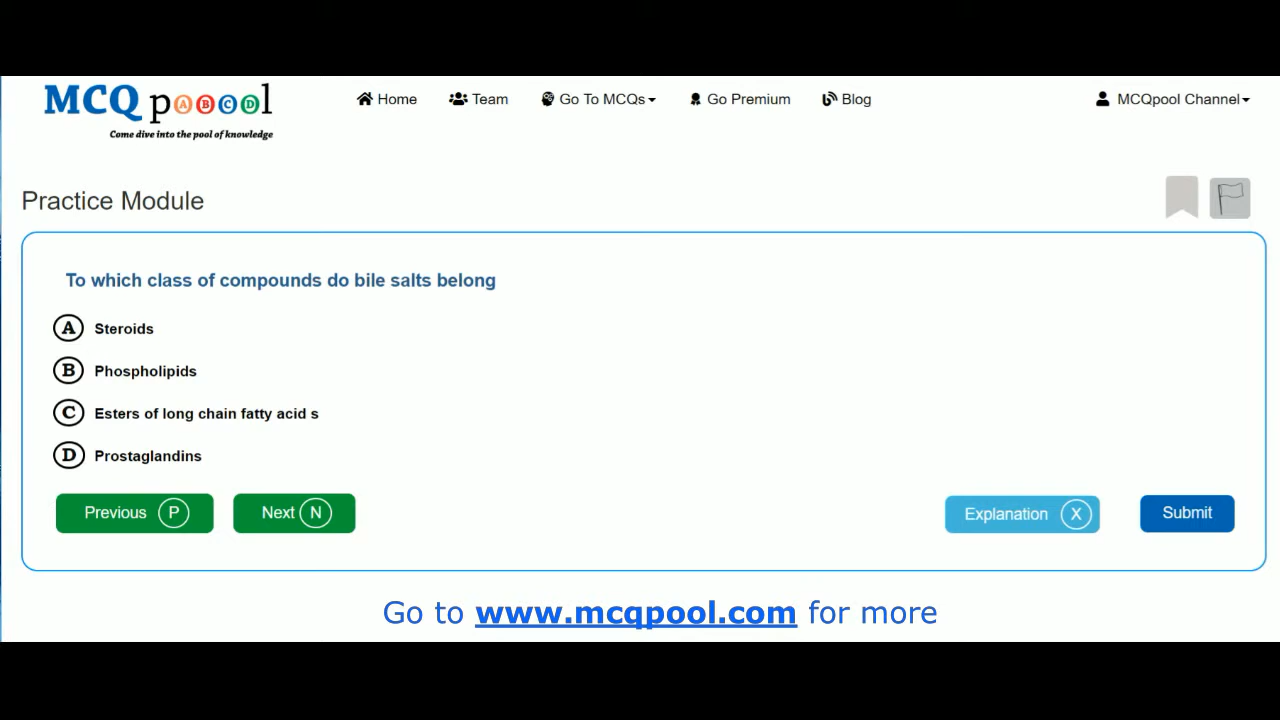 MCQ pABCDl
Come dive into the pool of knowledge
Home Team Go To MCQs Go Premium Blog MCQpool Channel
Practice Module
To which class of compounds do bile salts belong
A Steroids
B Phospholipids
C Esters of long chain fatty acid s
D Prostaglandins
Previous P Next N Explanation X Submit
Go to www.mcqpool.com for more